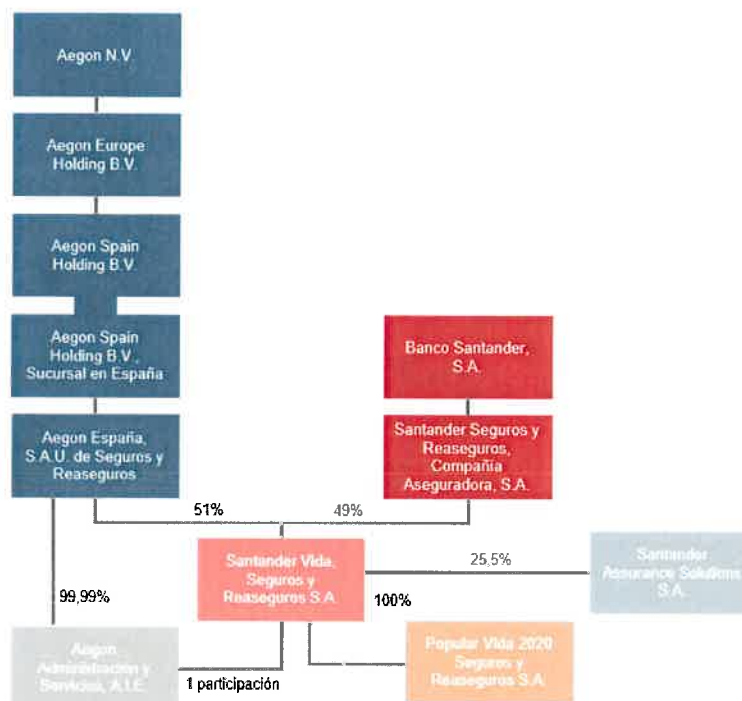 Aegon N.V.
Aegon Europe
Holding B.V.
Aegon Spain
Holding B.V.
Aegon Spain
Holding B.V.,
Sucursal en España
Banco Santander,
S.A.
Aegon España,
S.A.U. de Seguros y
Reaseguros
Santander Seguros y
Reaseguros,
Compañía
Aseguradora, S.A.
51%
49%
Santander Vida,
Seguros y
Reaseguros S.A.
25,5%
Santander
Assurance Solutions,
S.A.
99,99%
100%
Aegon
Administración y
Servicios, A.I.E.
1 participación
Popular Vida 2020
Seguros y
Reaseguros S.A.